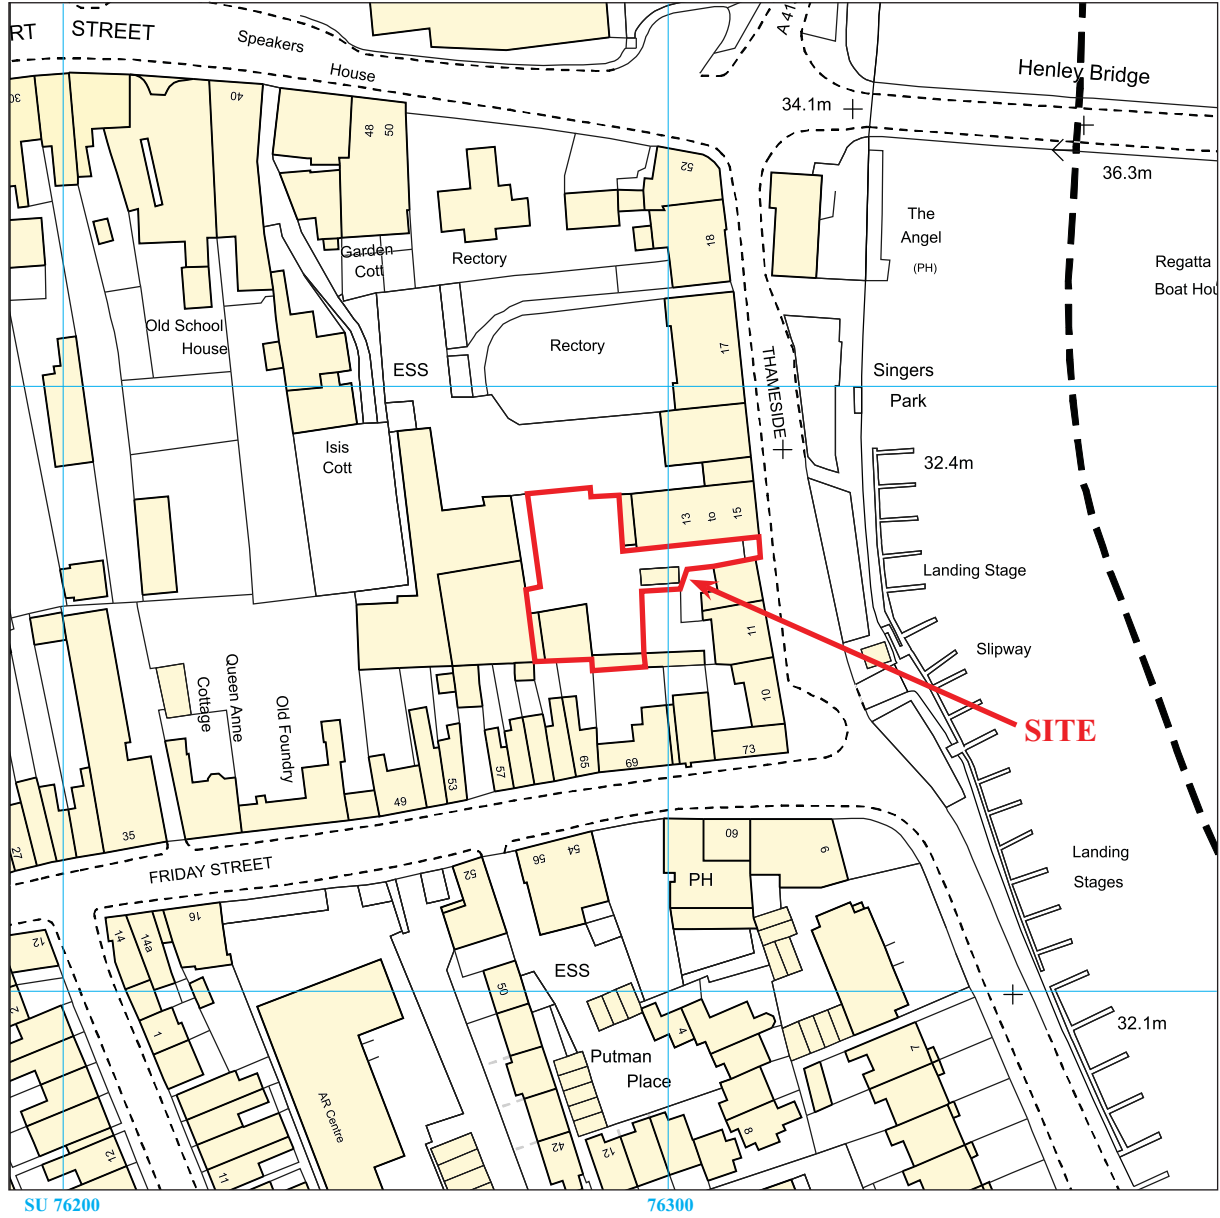 RT STREET
Speakers
House
A 41
Henley Bridge
34.1m
36.3m
30
40
48
50
52
18
The
Angel
(PH)
Regatta
Boat Hou
Garden
Cott
Rectory
Old School
House
ESS
Rectory
17
THAMESIDE
Singers
Park
Isis
Cott
32.4m
13
to
15
Landing Stage
11
Slipway
Queen Anne
Cottage
Old Foundry
10
SITE
73
69
65
57
53
49
35
27
FRIDAY STREET
Landing
Stages
52
56
54
60
9
PH
16
14
14a
12
2
1
50
ESS
4
7
32.1m
Putman
Place
AR Centre
8
42
12
12
11
SU 76200
76300